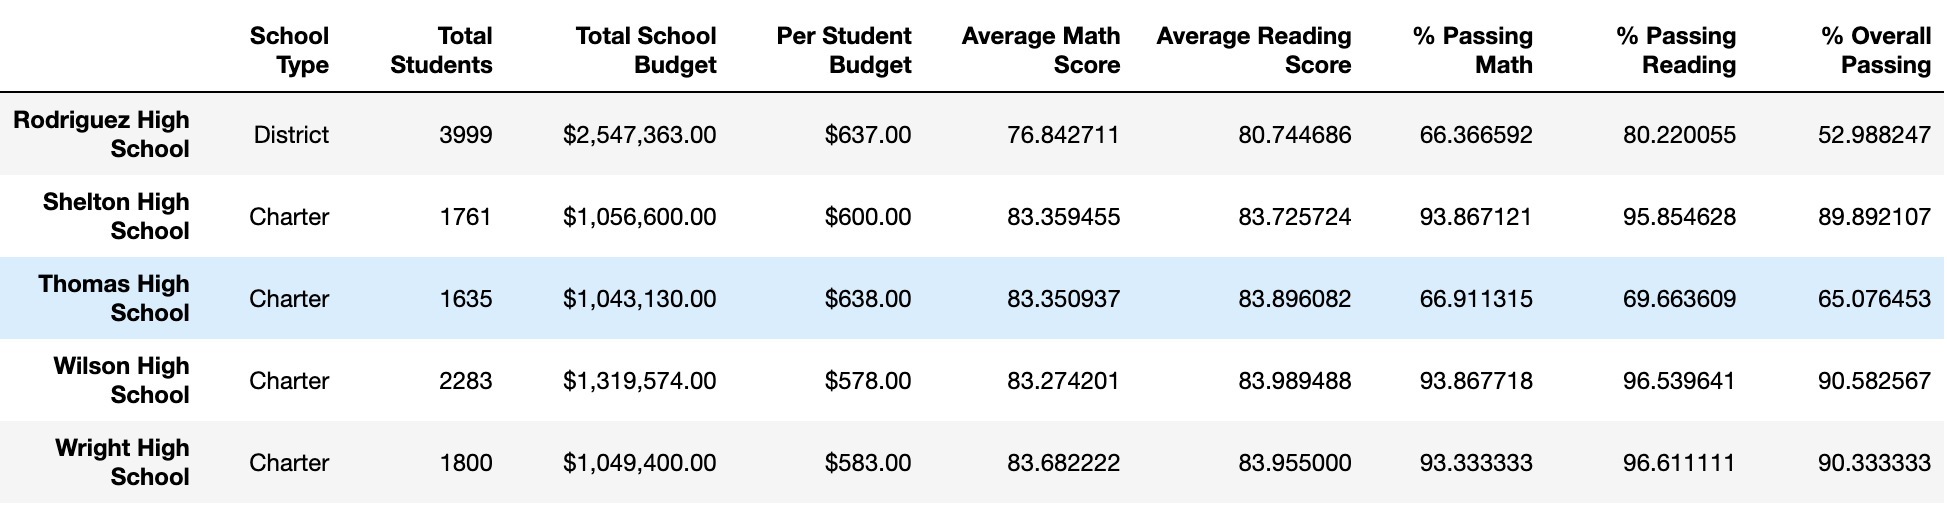 School Type Total Students Total School Budget Per Student Budget Average Math Score Average Reading Score % Passing Math % Passing Reading % Overall Passing
Rodriguez High School District 3999 $2,547,363.00 $637.00 76.842711 80.744686 66.366592 80.220055 52.988247
Shelton High School Charter 1761 $1,056,600.00 $600.00 83.359455 83.725724 93.867121 95.854628 89.892107
Thomas High School Charter 1635 $1,043,130.00 $638.00 83.350937 83.896082 66.911315 69.663609 65.076453
Wilson High School Charter 2283 $1,319,574.00 $578.00 83.274201 83.989488 93.867718 96.539641 90.582567
Wright High School Charter 1800 $1,049,400.00 $583.00 83.682222 83.955000 93.333333 96.611111 90.333333